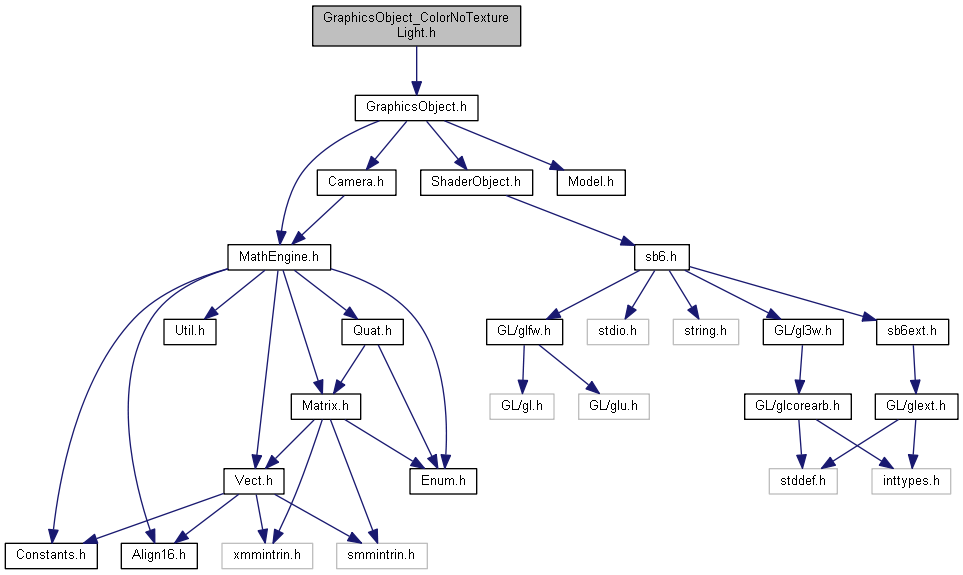 GraphicsObject_ColorNoTexture
Light.h
GraphicsObject.h
Camera.h
ShaderObject.h
Model.h
MathEngine.h
sb6.h
Util.h
Quat.h
GL/glfw.h
stdio.h
string.h
GL/gl3w.h
sb6ext.h
Matrix.h
GL/gl.h
GL/glu.h
GL/glcorearb.h
GL/glext.h
Vect.h
Enum.h
stddef.h
inttypes.h
Constants.h
Align16.h
xmmintrin.h
smmintrin.h